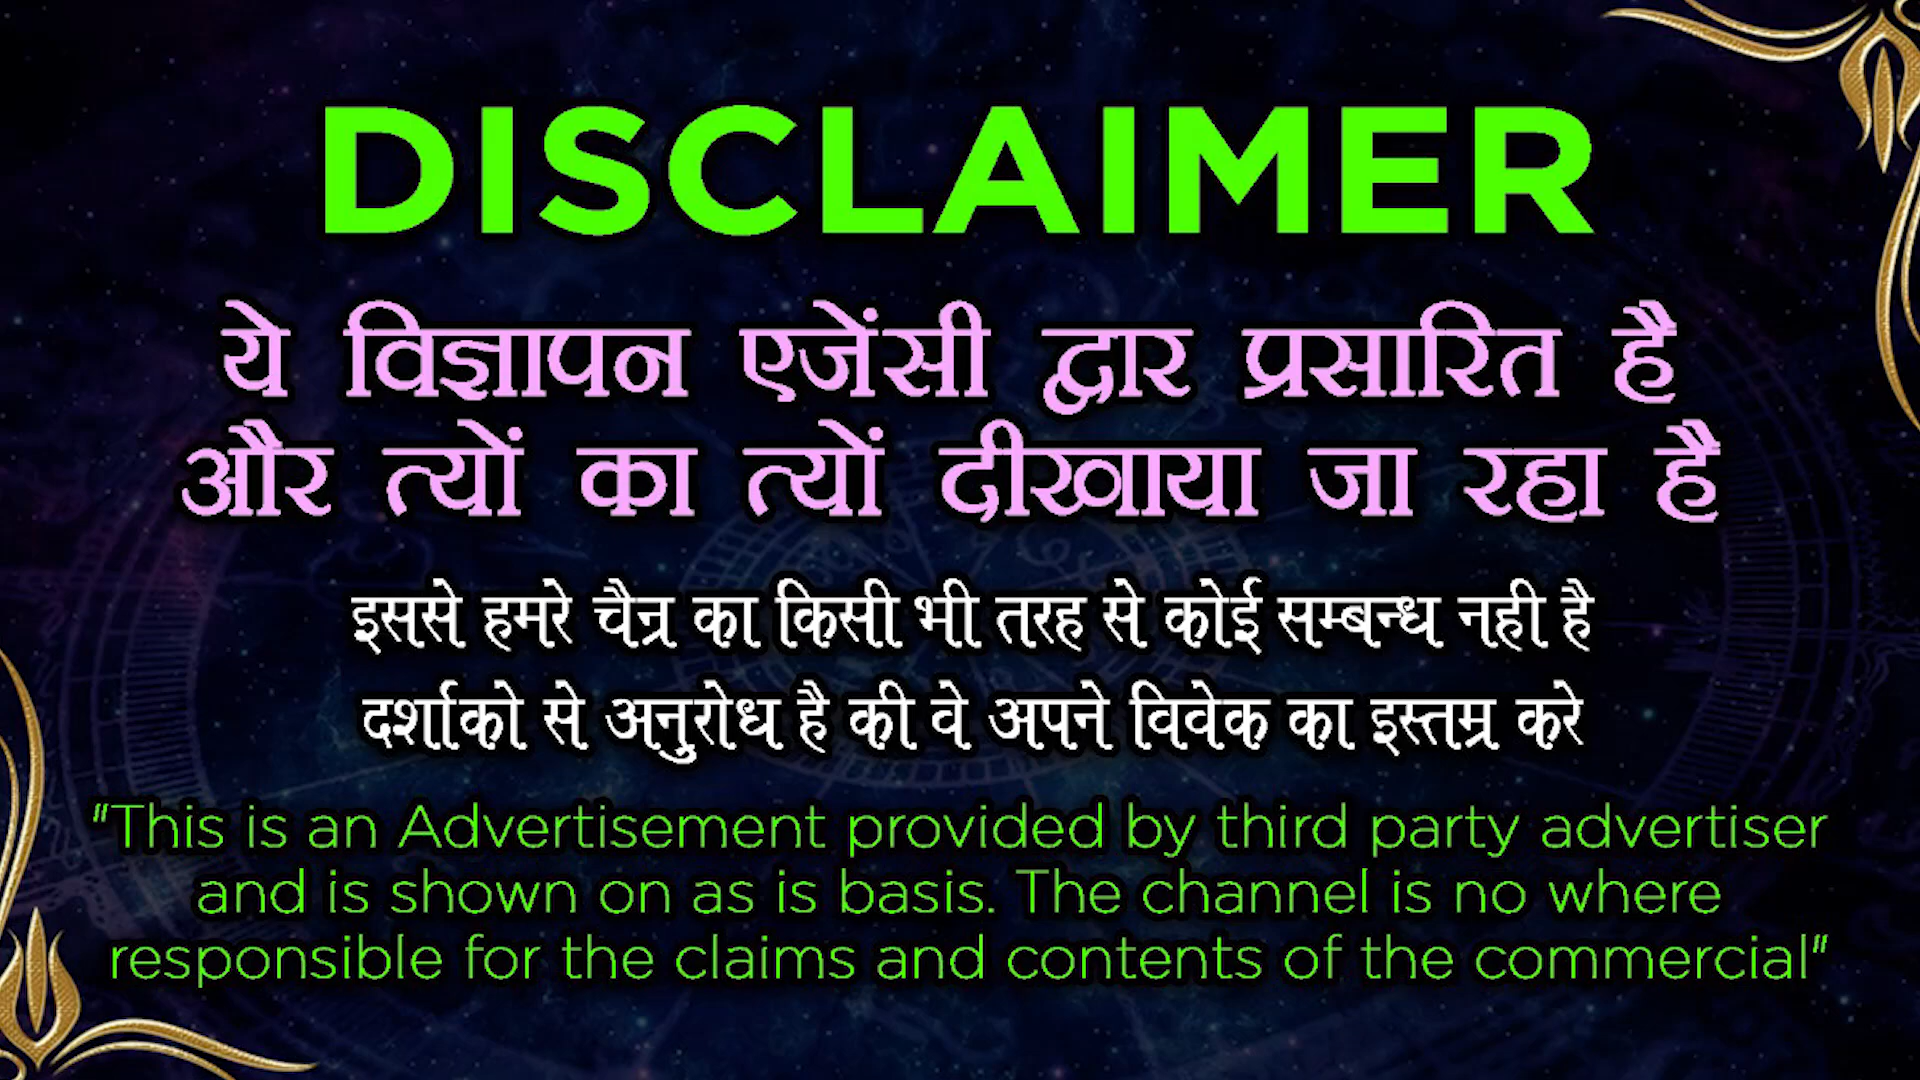 DISCLAIMER
ये विज्ञापन एजेंसी द्वार प्रसारित है
और त्यों का त्यों दीखाया जा रहा है
इससे हमरे चैन्र का किसी भी तरह से कोई सम्बन्ध नही है
दर्शाको से अनुरोध है की वे अपने विवेक का इस्तम्र करे
"This is an Advertisement provided by third party advertiser
and is shown on as is basis. The channel is no where
responsible for the claims and contents of the commercial"